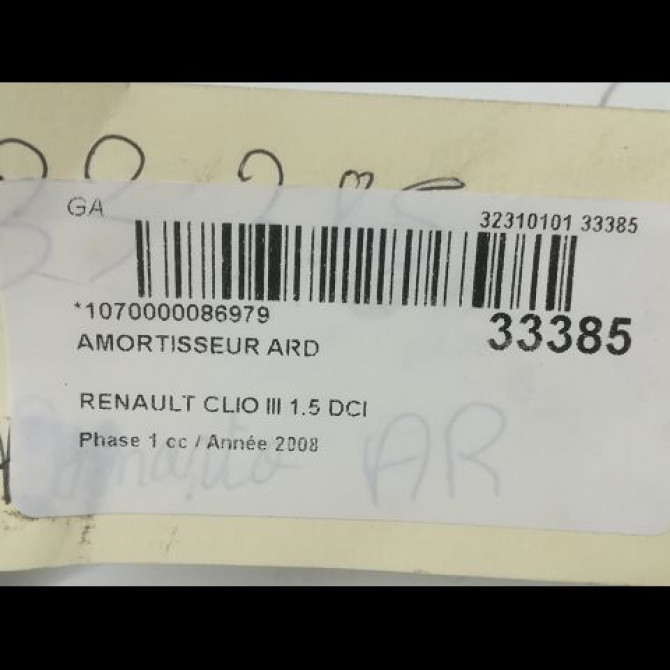 GA
32310101 33385
*1070000086979
33385
AMORTISSEUR ARD
RENAULT CLIO III 1.5 DCI
Phase 1 cc / Année 2008
AR